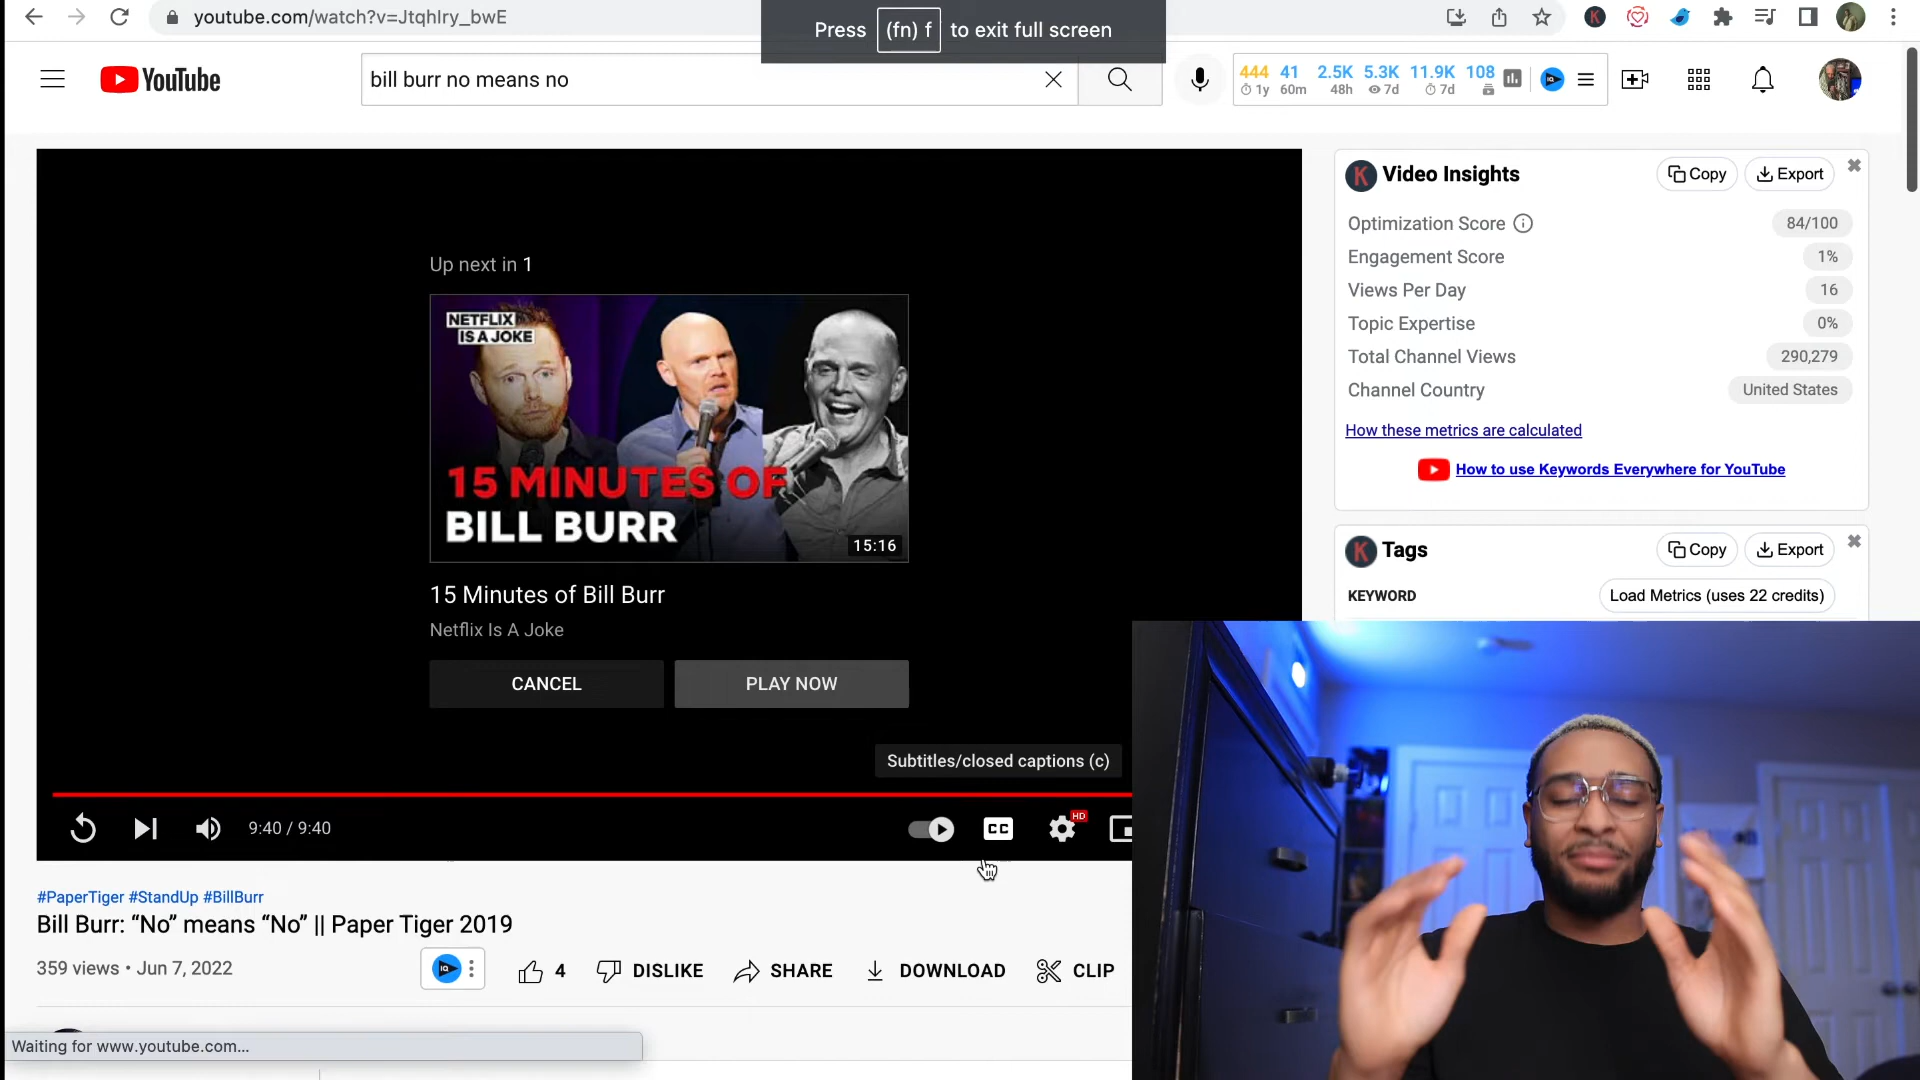 youtube.com/watch?v=JtqhIry_bwE
Press (fn) f to exit full screen
YouTube
bill burr no means no
444 41 2.5K 5.3K 11.9K 108
1y 60m 48h 7d 7d
Up next in 1
NETFLIX
IS A JOKE
15 MINUTES OF
BILL BURR
15:16
15 Minutes of Bill Burr
Netflix Is A Joke
CANCEL
PLAY NOW
Subtitles/closed captions (c)
9:40 / 9:40
CC
HD
#PaperTiger #StandUp #BillBurr
Bill Burr: “No” means “No” || Paper Tiger 2019
359 views • Jun 7, 2022
IQ
4
DISLIKE
SHARE
DOWNLOAD
CLIP
Waiting for www.youtube.com...
K Video Insights
Copy
Export
Optimization Score 84/100
Engagement Score 1%
Views Per Day 16
Topic Expertise 0%
Total Channel Views 290,279
Channel Country United States
How these metrics are calculated
How to use Keywords Everywhere for YouTube
K Tags
Copy
Export
KEYWORD
Load Metrics (uses 22 credits)